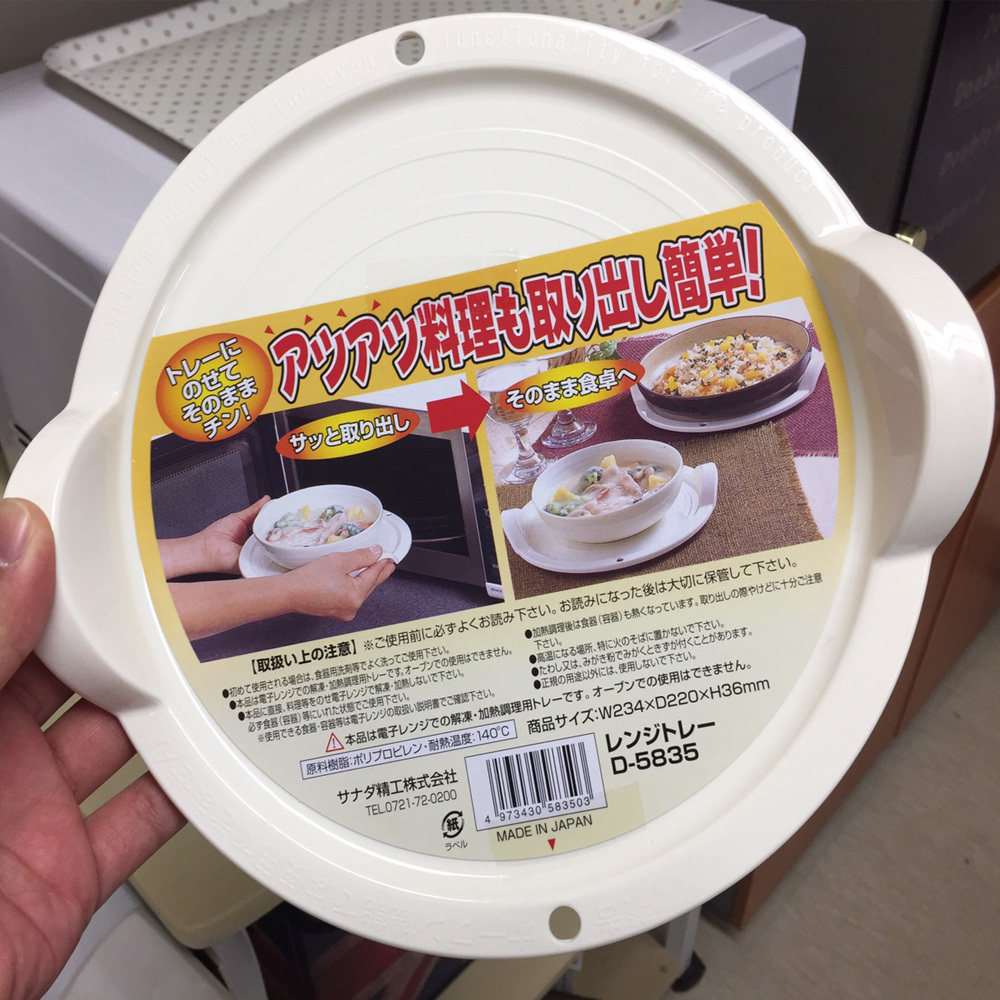 Do not use the oven functionality for the product
アツアツ料理も取り出し簡単!
トレーに
のせて
そのまま
チン!
サッと取り出し
そのまま食卓へ
【取扱い上の注意】※ご使用前に必ずよくお読み下さい。お読みになった後は大切に保管して下さい。
●初めて使用される場合は、食器用洗剤等でよく洗ってご使用下さい。
●本品は電子レンジでの解凍・加熱調理用トレーです。オーブンでの使用はできません。
●本品に直接、料理等をのせ電子レンジで解凍・加熱しないで下さい。
必ず食器(容器)等にいれた状態でご使用下さい。
※使用できる食器・容器等は電子レンジの取扱い説明書でご確認下さい。
●加熱調理後は食器(容器)も熱くなっています。取り出しの際やけどに十分ご注意
下さい。
●高温になる場所、特に火のそばに置かないで下さい。
●たわし又は、みがき粉でみがくときずが付くことがあります。
●正規の用途以外には、使用しないで下さい。
本品は電子レンジでの解凍・加熱調理用トレーです。オーブンでの使用はできません。
原料樹脂:ポリプロピレン・耐熱温度:140℃
商品サイズ:W234×D220×H36mm
サナダ精工株式会社
TEL.0721-72-0200
レンジトレー
D-5835
4 973430 583503
MADE IN JAPAN
紙
ラベル